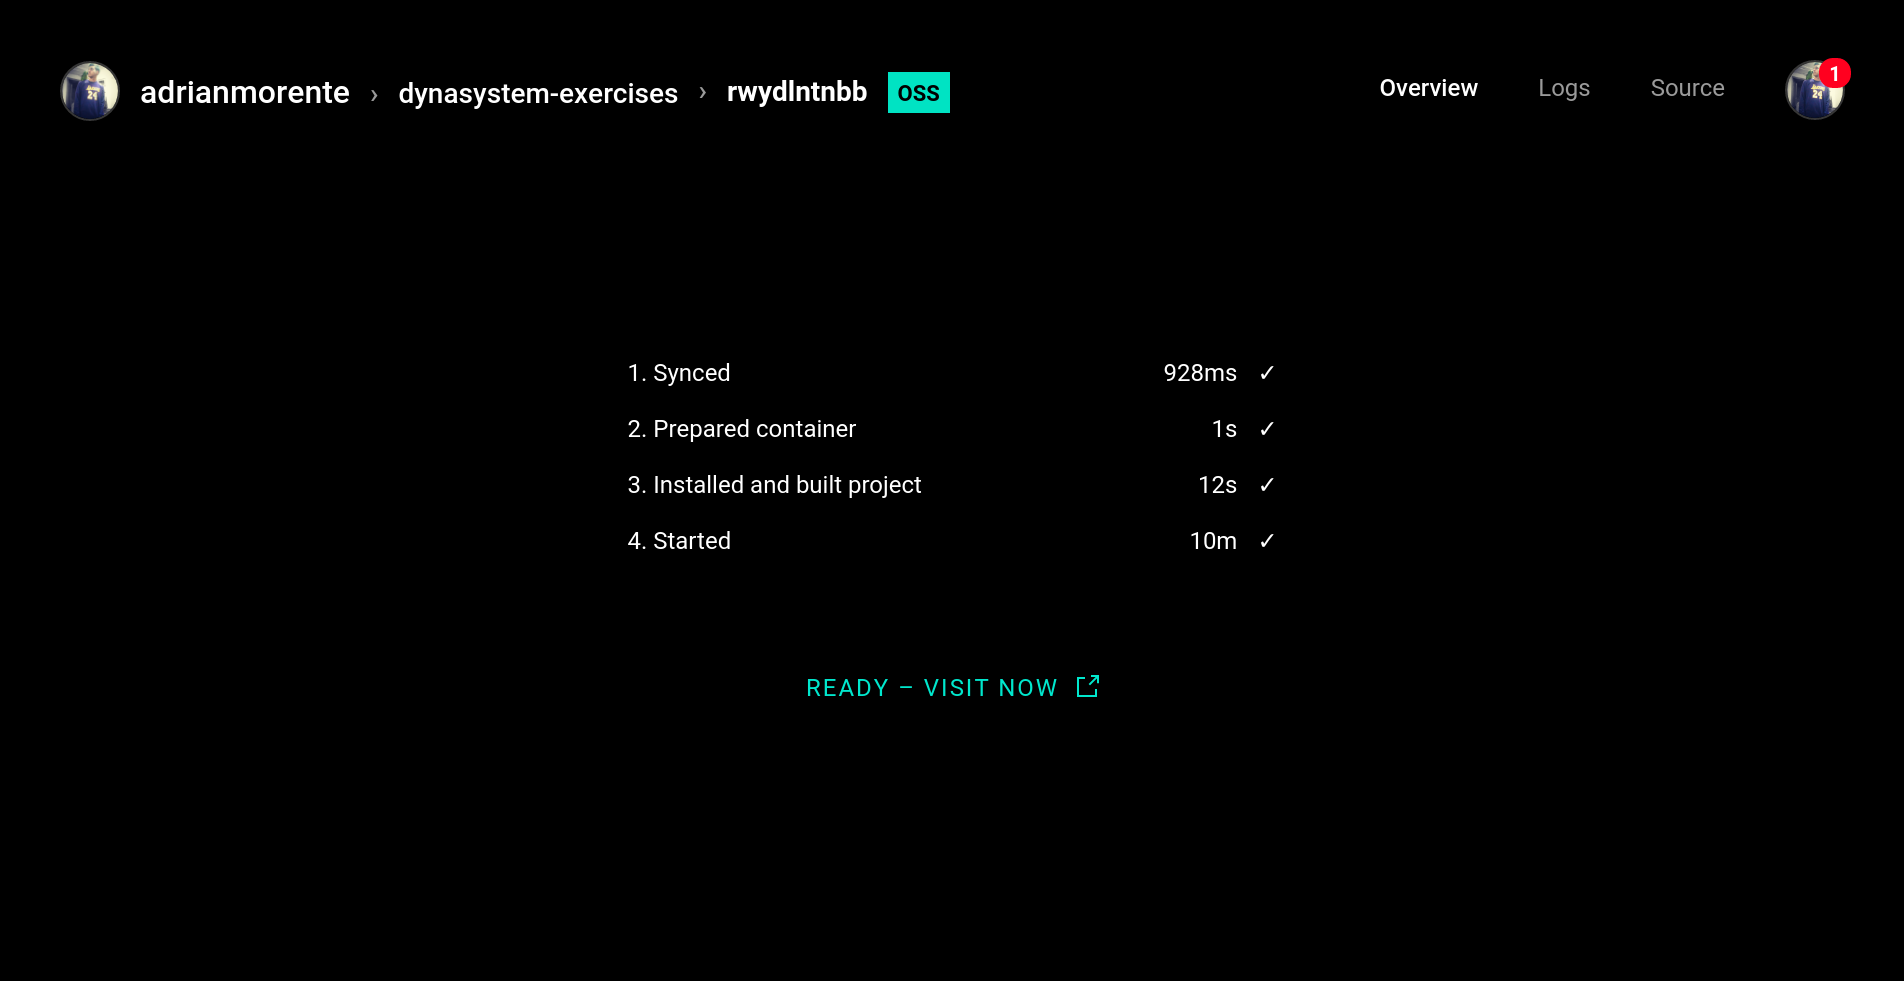 adrianmorente › dynasystem-exercises › rwydlntnbb OSS Overview Logs Source 1
1. Synced 928ms ✓
2. Prepared container 1s ✓
3. Installed and built project 12s ✓
4. Started 10m ✓
READY – VISIT NOW